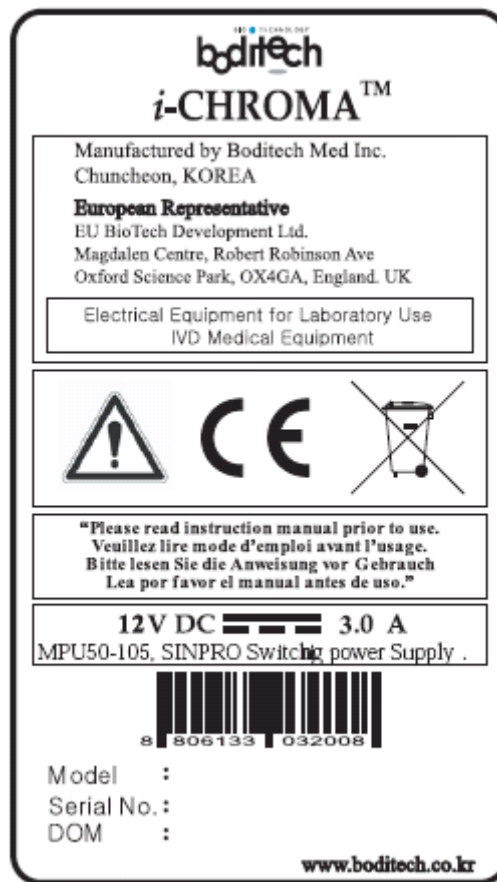 BIO TECHNOLOGY
boditech
i-CHROMA™
Manufactured by Boditech Med Inc.
Chuncheon, KOREA
European Representative
EU BioTech Development Ltd.
Magdalen Centre, Robert Robinson Ave
Oxford Science Park, OX4GA, England. UK
Electrical Equipment for Laboratory Use
IVD Medical Equipment
CE
“Please read instruction manual prior to use.
Veuillez lire mode d’emploi avant l’usage.
Bitte lesen Sie die Anweisung vor Gebrauch
Lea por favor el manual antes de uso.”
12V DC 3.0 A
MPU50-105, SINPRO Switchig power Supply .
8 806133 032008
Model :
Serial No. :
DOM :
www.boditech.co.kr